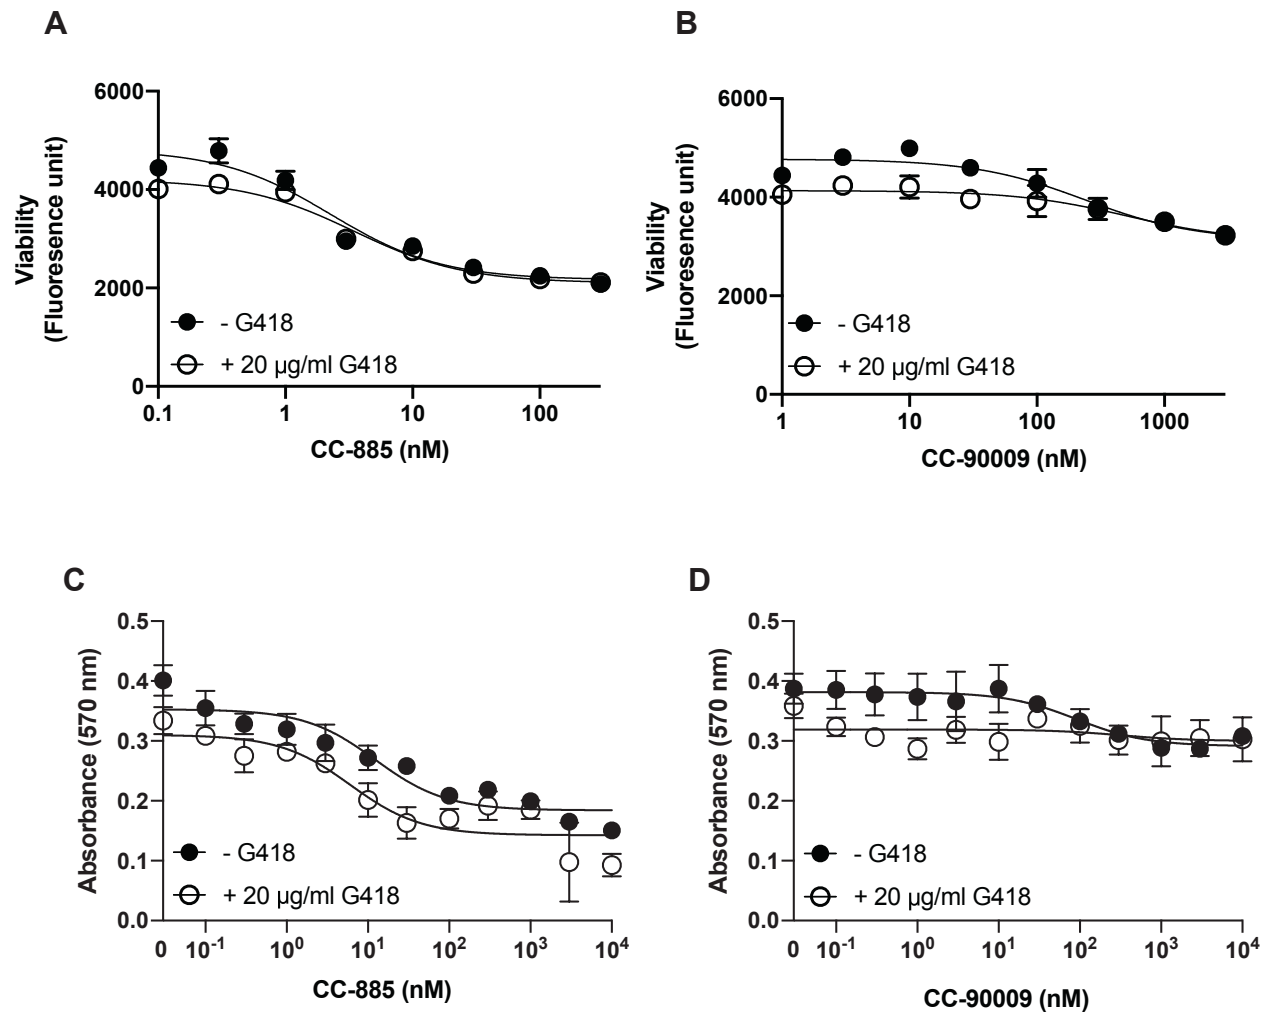 A
6000
4000
2000
0
Viability
(Fluoresence unit)
- G418
+ 20 µg/ml G418
0.1 1 10 100
CC-885 (nM)
B
6000
4000
2000
0
Viability
(Fluoresence unit)
- G418
+ 20 µg/ml G418
1 10 100 1000
CC-90009 (nM)
C
0.5
0.4
0.3
0.2
0.1
0.0
Absorbance (570 nm)
- G418
+ 20 µg/ml G418
0 10⁻¹ 10⁰ 10¹ 10² 10³ 10⁴
CC-885 (nM)
D
0.5
0.4
0.3
0.2
0.1
0.0
Absorbance (570 nm)
- G418
+ 20 µg/ml G418
0 10⁻¹ 10⁰ 10¹ 10² 10³ 10⁴
CC-90009 (nM)